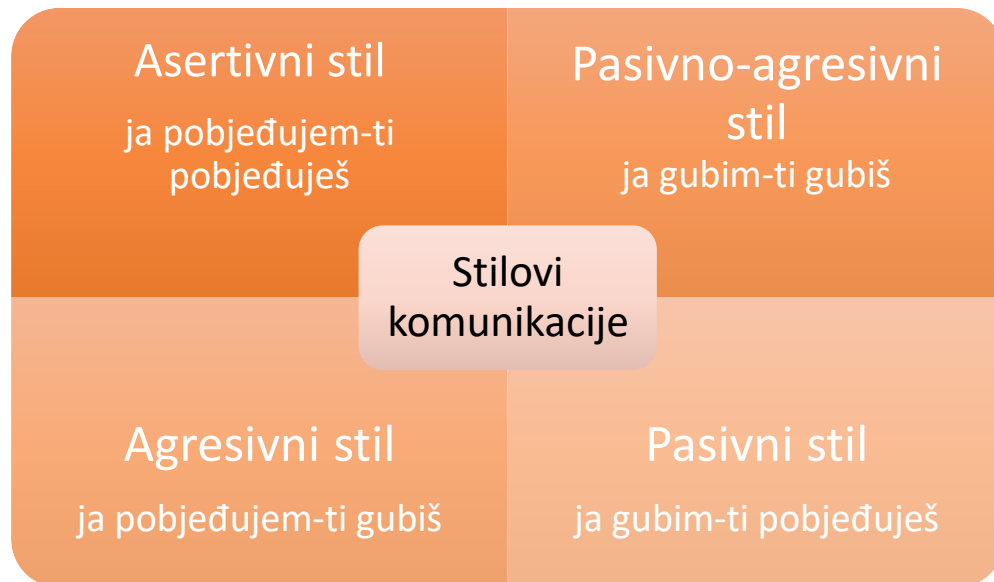 Asertivni stil
ja pobjeđujem-ti
pobjeđuješ
Pasivno-agresivni
stil
ja gubim-ti gubiš
Stilovi
komunikacije
Agresivni stil
ja pobjeđujem-ti gubiš
Pasivni stil
ja gubim-ti pobjeđuješ